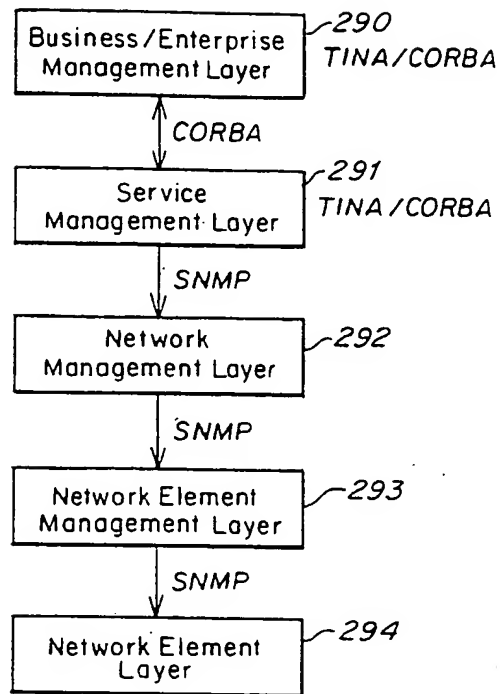 Business/Enterprise
Management Layer
290
TINA/CORBA
CORBA
Service
Management Layer
291
TINA/CORBA
SNMP
Network
Management Layer
292
SNMP
Network Element
Management Layer
293
SNMP
Network Element
Layer
294